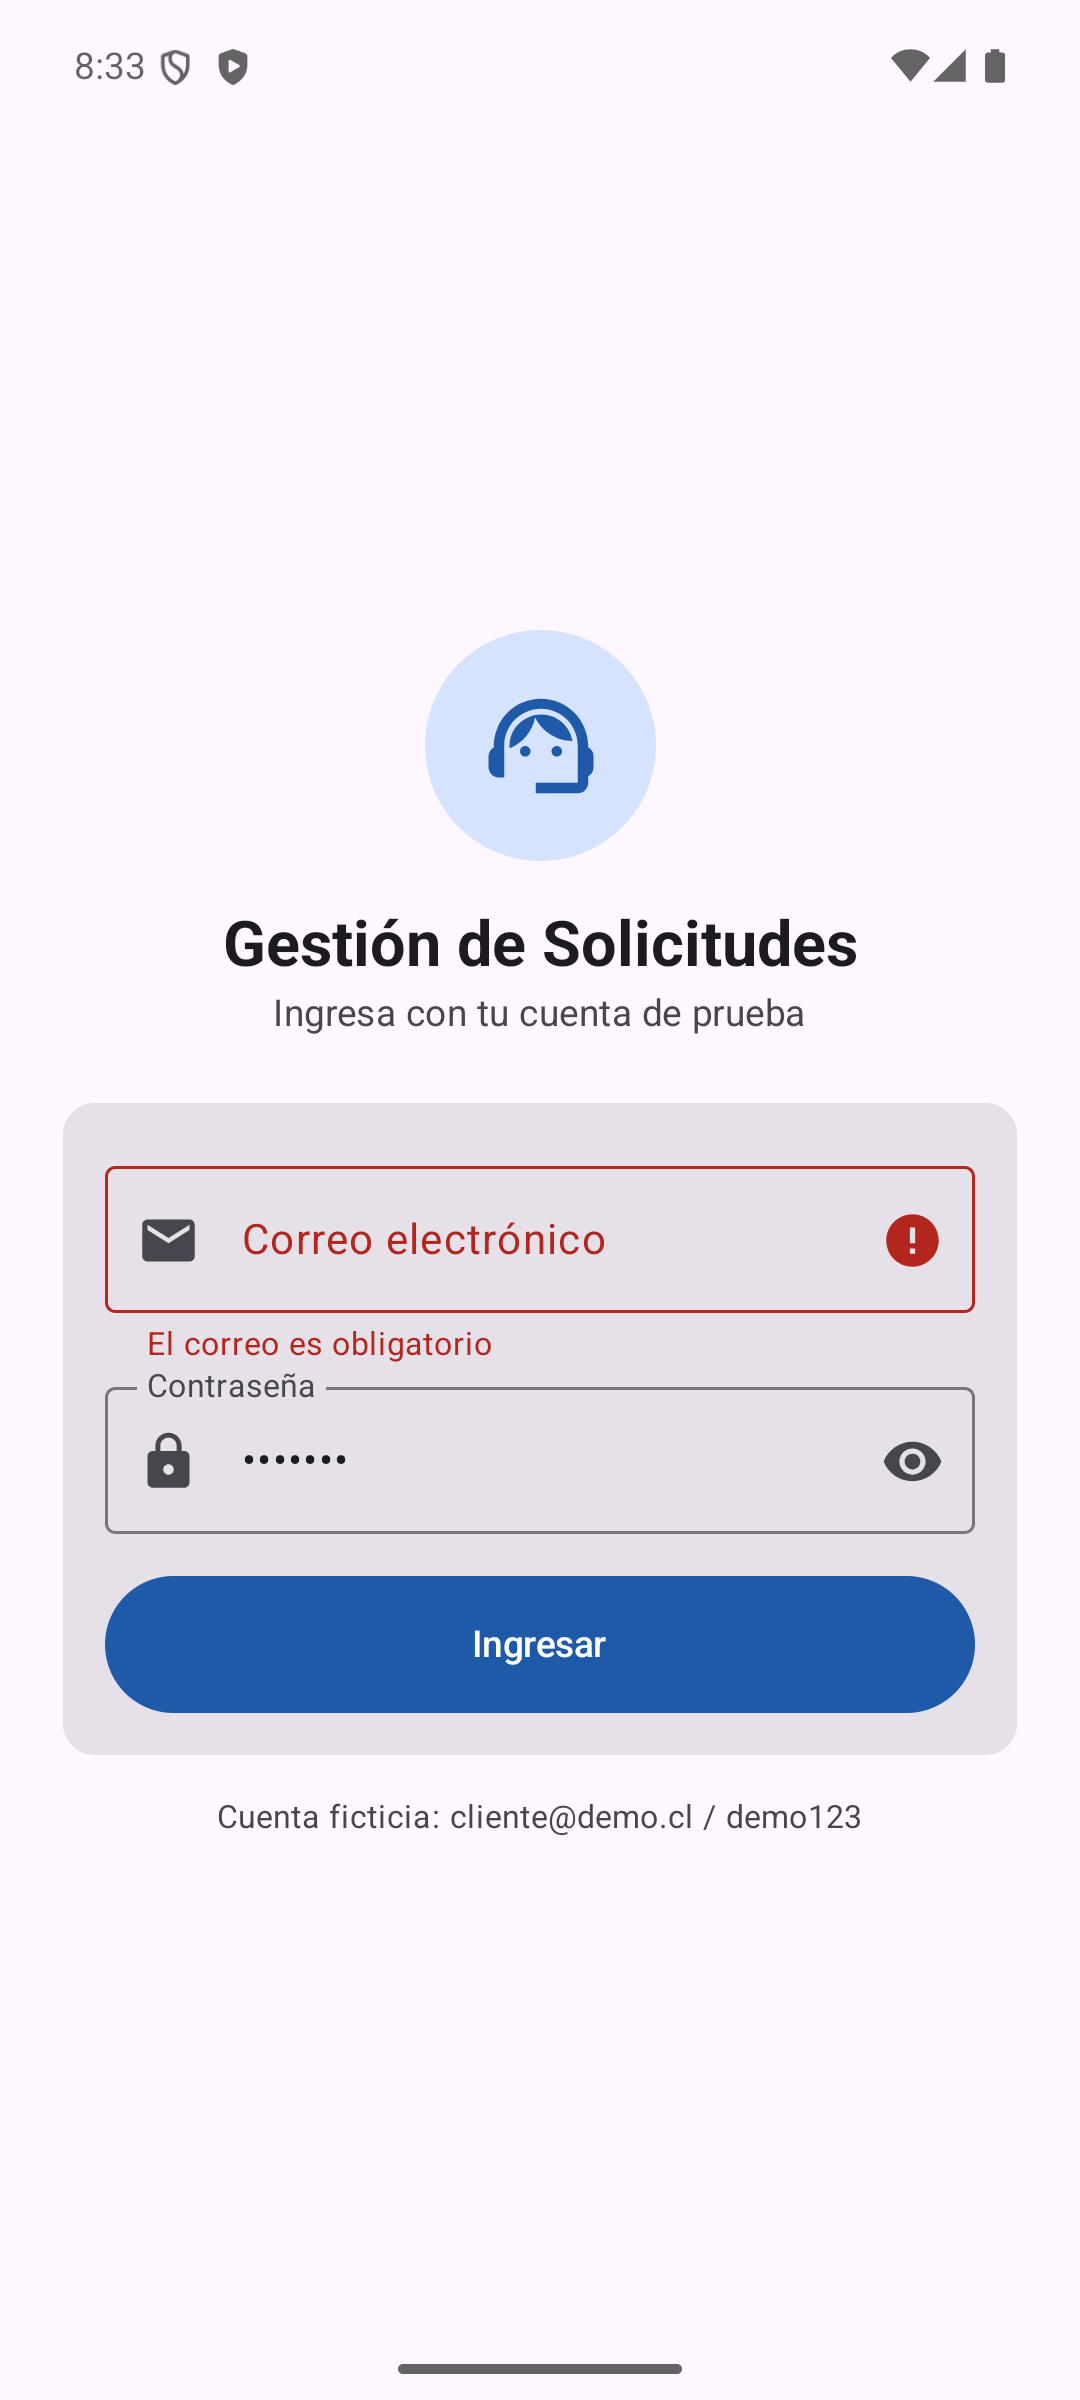 8:33
Gestión de Solicitudes
Ingresa con tu cuenta de prueba
Correo electrónico
El correo es obligatorio
Contraseña
•••••••
Ingresar
Cuenta ficticia: cliente@demo.cl / demo123